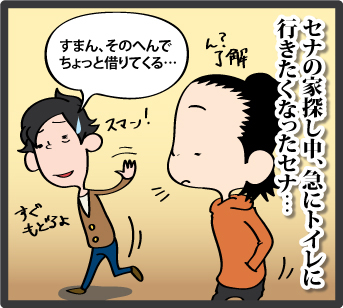 セナの家探し中、急にトイレに
行きたくなったセナ…
ん?
了解
すまん、そのへんで
ちょっと借りてくる…
スマーン!
すぐ
もどるよ